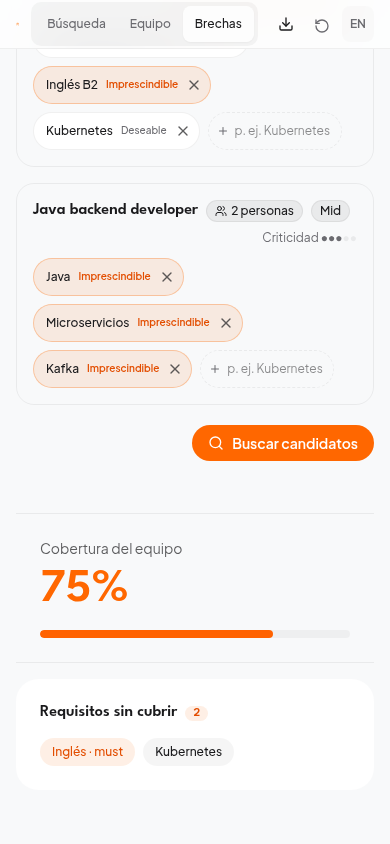 Búsqueda Equipo Brechas EN
Inglés B2 Imprescindible
Kubernetes Deseable + p. ej. Kubernetes
Java backend developer 2 personas Mid
Criticidad
Java Imprescindible
Microservicios Imprescindible
Kafka Imprescindible + p. ej. Kubernetes
Buscar candidatos
Cobertura del equipo
75%
Requisitos sin cubrir 2
Inglés · must Kubernetes